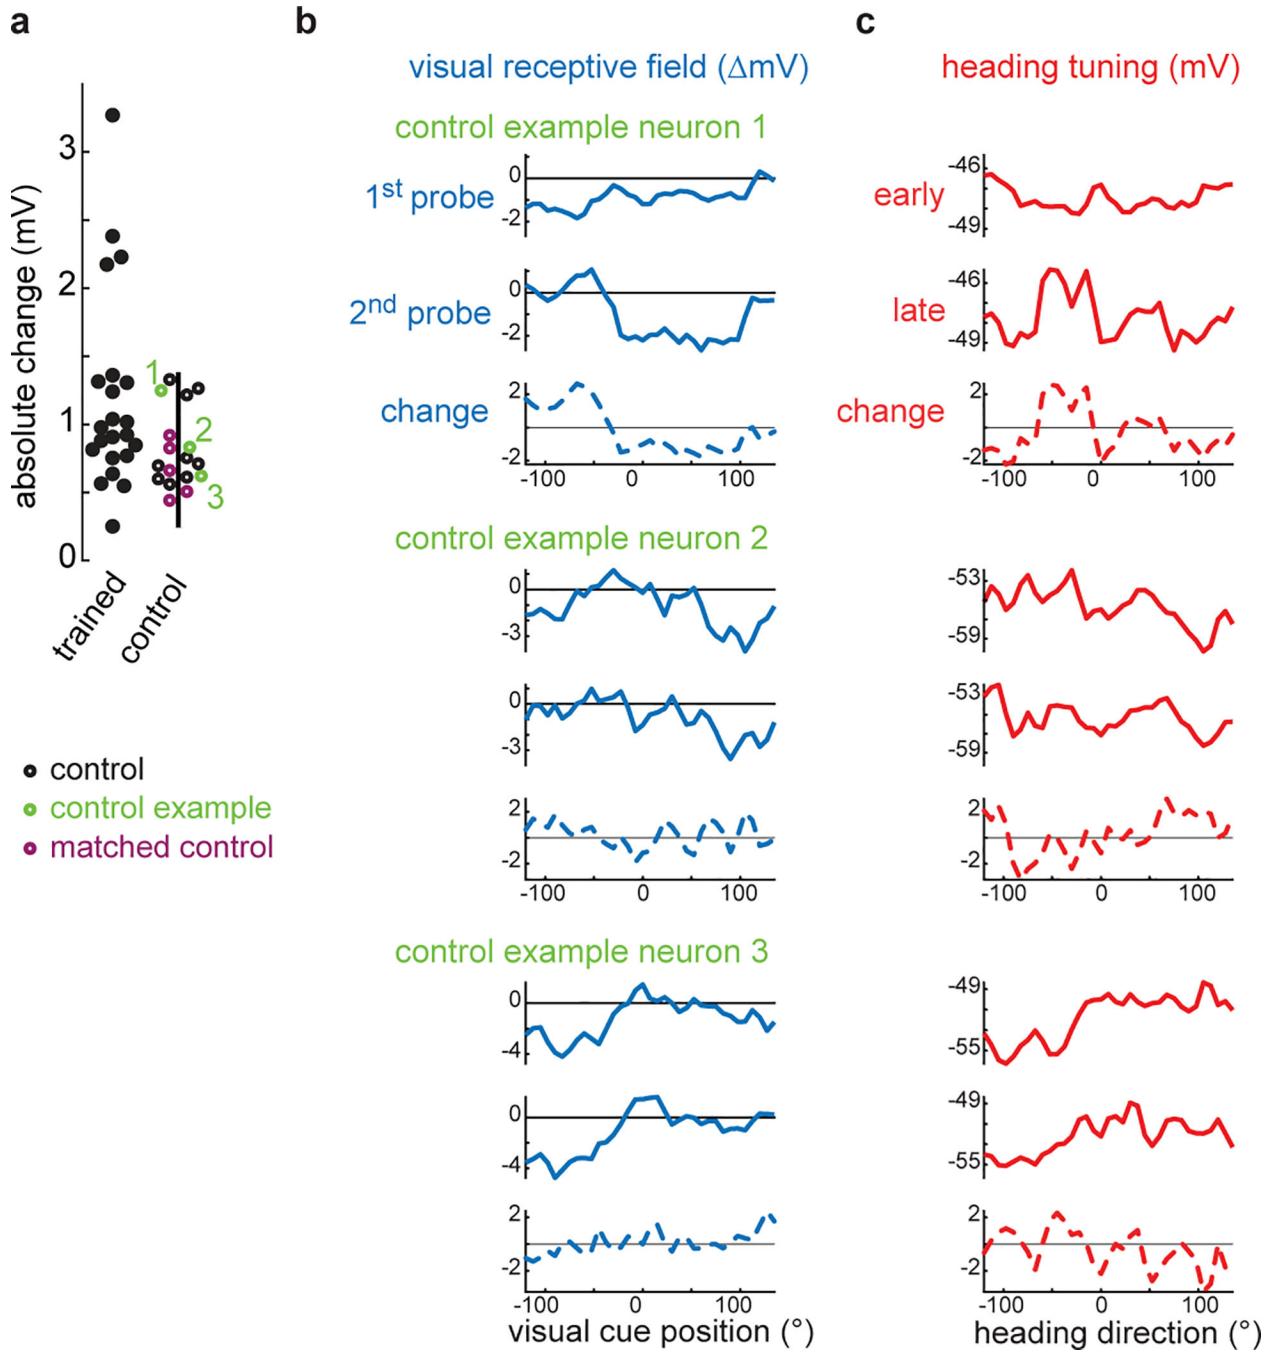 a b c
visual receptive field (ΔmV) heading tuning (mV)
control example neuron 1
1st probe 0 -2 early -46 -49
2nd probe 0 -2 late -46 -49
change 2 -2 change 2 -2
-100 0 100 -100 0 100
absolute change (mV)
3
2
1
0
1
2
3
trained control
control example neuron 2
0 -3 -53 -59
0 -3 -53 -59
2 -2 2 -2
-100 0 100 -100 0 100
control
control example
matched control
control example neuron 3
0 -4 -49 -55
0 -4 -49 -55
2 -2 2 -2
-100 0 100 -100 0 100
visual cue position (°) heading direction (°)